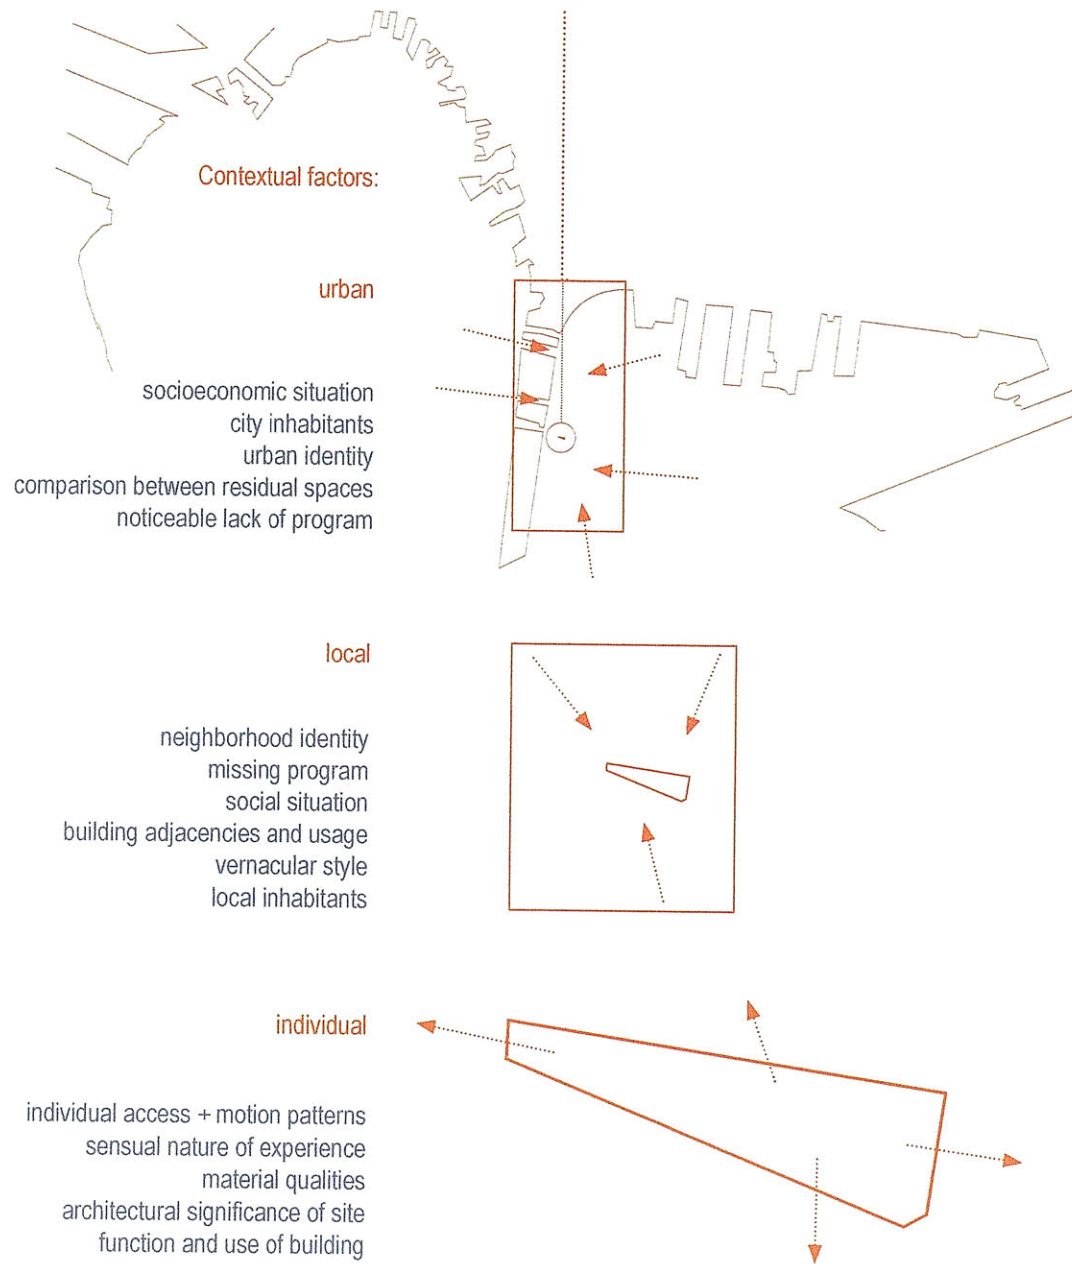 Contextual factors:
urban
socioeconomic situation
city inhabitants
urban identity
comparison between residual spaces
noticeable lack of program
local
neighborhood identity
missing program
social situation
building adjacencies and usage
vernacular style
local inhabitants
individual
individual access + motion patterns
sensual nature of experience
material qualities
architectural significance of site
function and use of building